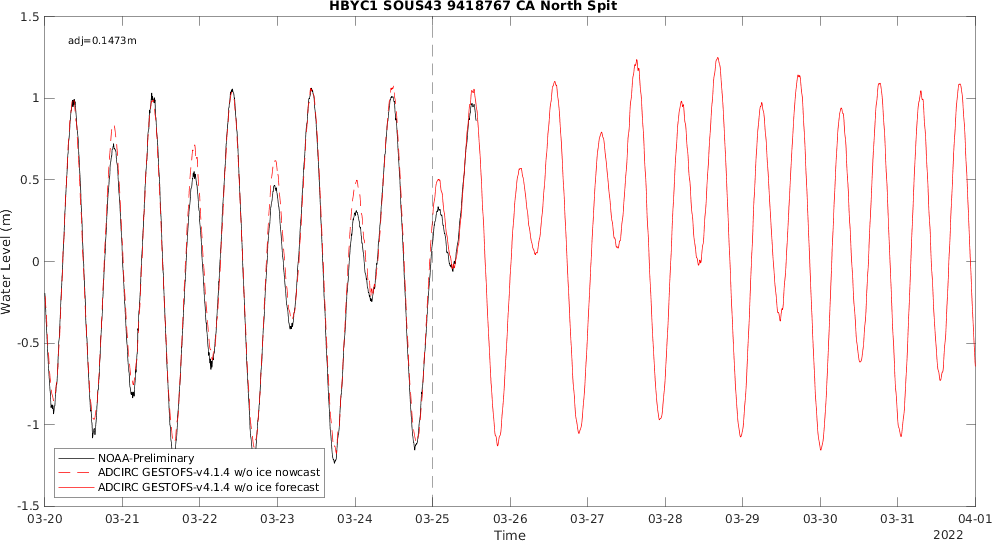 HBYC1 SOUS43 9418767 CA North Spit
adj=0.1473m
1.5
1
0.5
0
-0.5
-1
-1.5
Water Level (m)
NOAA-Preliminary
ADCIRC GESTOFS-v4.1.4 w/o ice nowcast
ADCIRC GESTOFS-v4.1.4 w/o ice forecast
03-20 03-21 03-22 03-23 03-24 03-25 03-26 03-27 03-28 03-29 03-30 03-31 04-01
Time
2022